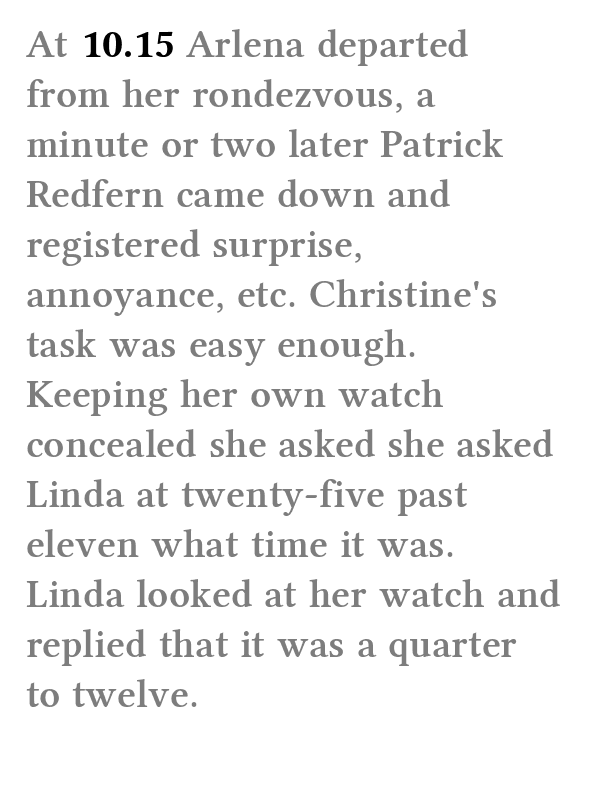 At 10.15 Arlena departed
from her rondezvous, a
minute or two later Patrick
Redfern came down and
registered surprise,
annoyance, etc. Christine's
task was easy enough.
Keeping her own watch
concealed she asked she asked
Linda at twenty-five past
eleven what time it was.
Linda looked at her watch and
replied that it was a quarter
to twelve.